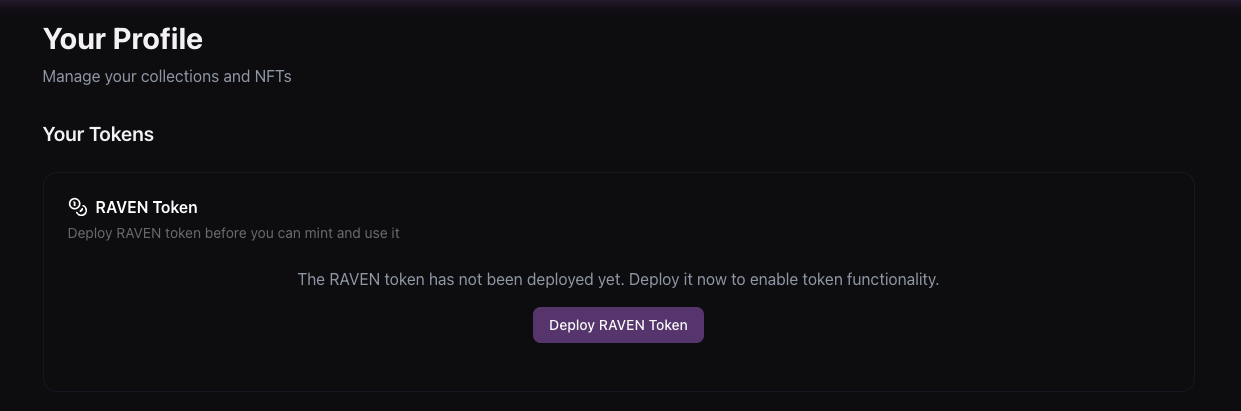 Your Profile
Manage your collections and NFTs
Your Tokens
RAVEN Token
Deploy RAVEN token before you can mint and use it
The RAVEN token has not been deployed yet. Deploy it now to enable token functionality.
Deploy RAVEN Token